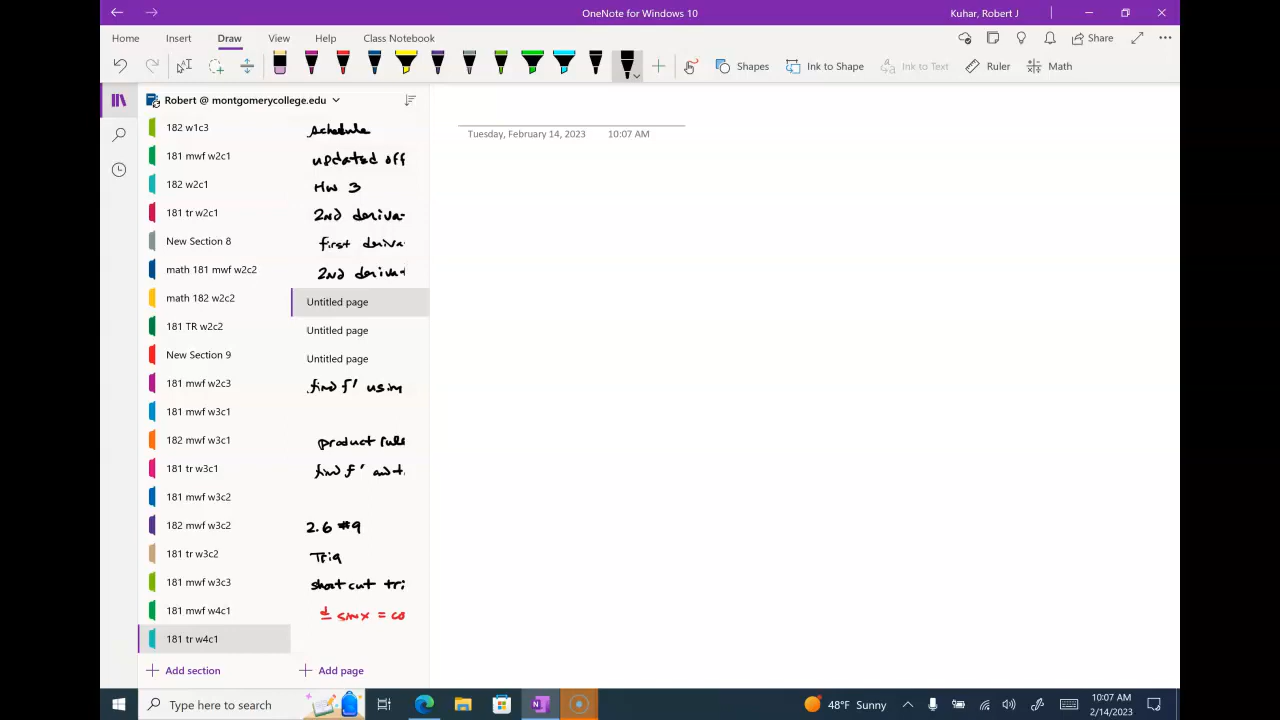 OneNote for Windows 10
Kuhar, Robert J
Home Insert Draw View Help Class Notebook
Share
Shapes Ink to Shape Ink to Text Ruler Math
Robert @ montgomerycollege.edu
182 w1c3
181 mwf w2c1
182 w2c1
181 tr w2c1
New Section 8
math 181 mwf w2c2
math 182 w2c2
181 TR w2c2
New Section 9
181 mwf w2c3
181 mwf w3c1
182 mwf w3c1
181 tr w3c1
181 mwf w3c2
182 mwf w3c2
181 tr w3c2
181 mwf w3c3
181 mwf w4c1
181 tr w4c1
Add section
schedule
updated off
HW 3
2nd deriva
first deriva
2nd derivat
Untitled page
Untitled page
Untitled page
find f' using
product rule
find f' and t
2.6 #9
Trig
short cut tri
d sinx = co
Add page
Tuesday, February 14, 2023 10:07 AM
Type here to search
48°F Sunny
10:07 AM
2/14/2023